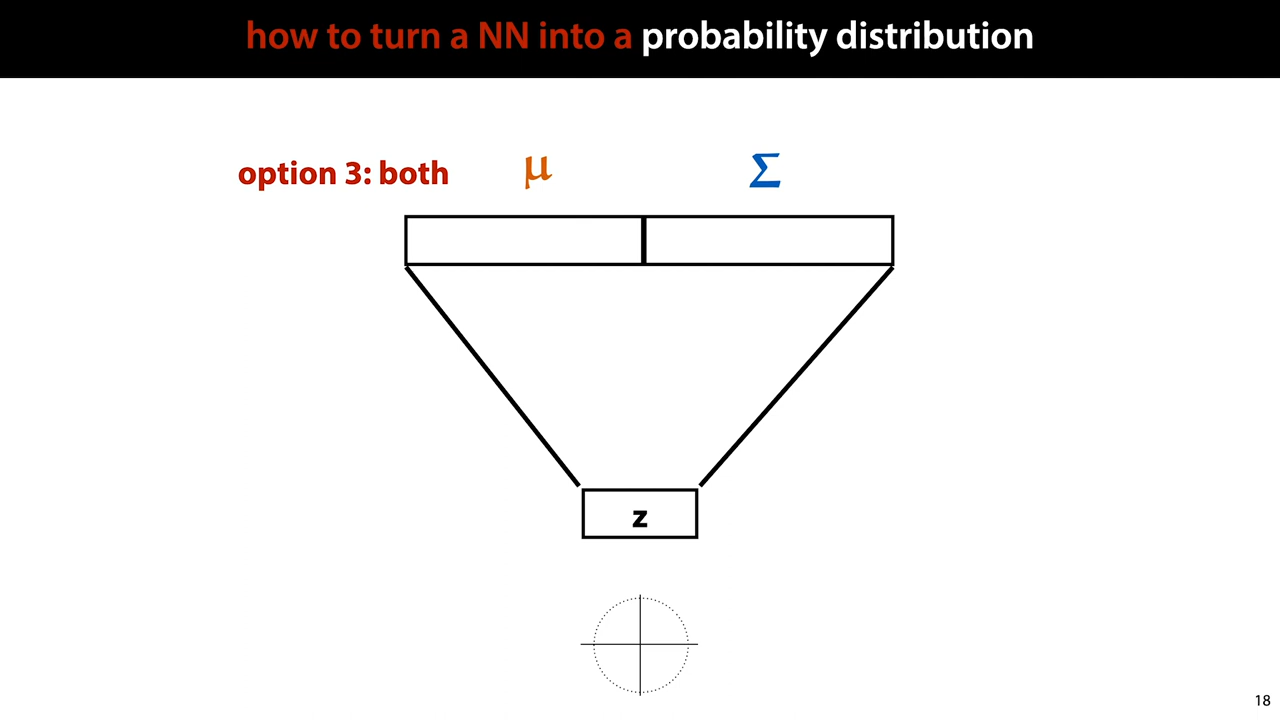 how to turn a NN into a probability distribution
option 3: both
μ
Σ
z
18